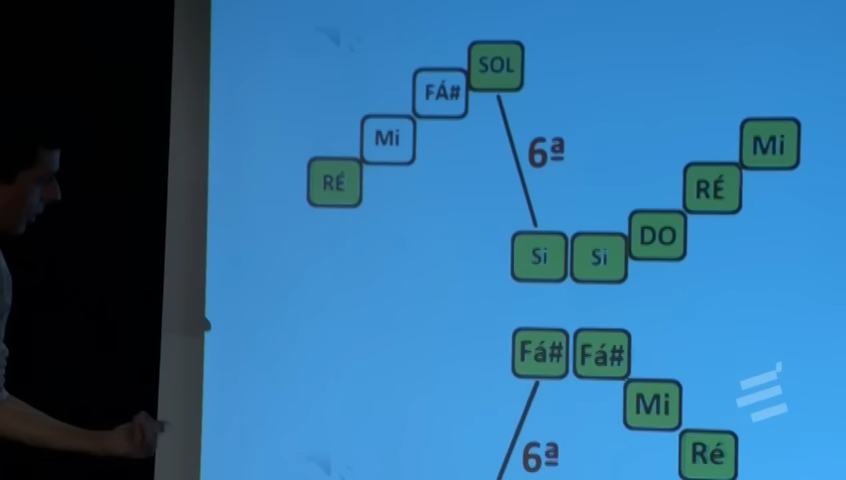 RÉ Mi FÁ# SOL
6ª
Si Si DO RÉ Mi
Fá# Fá# Mi Ré
6ª